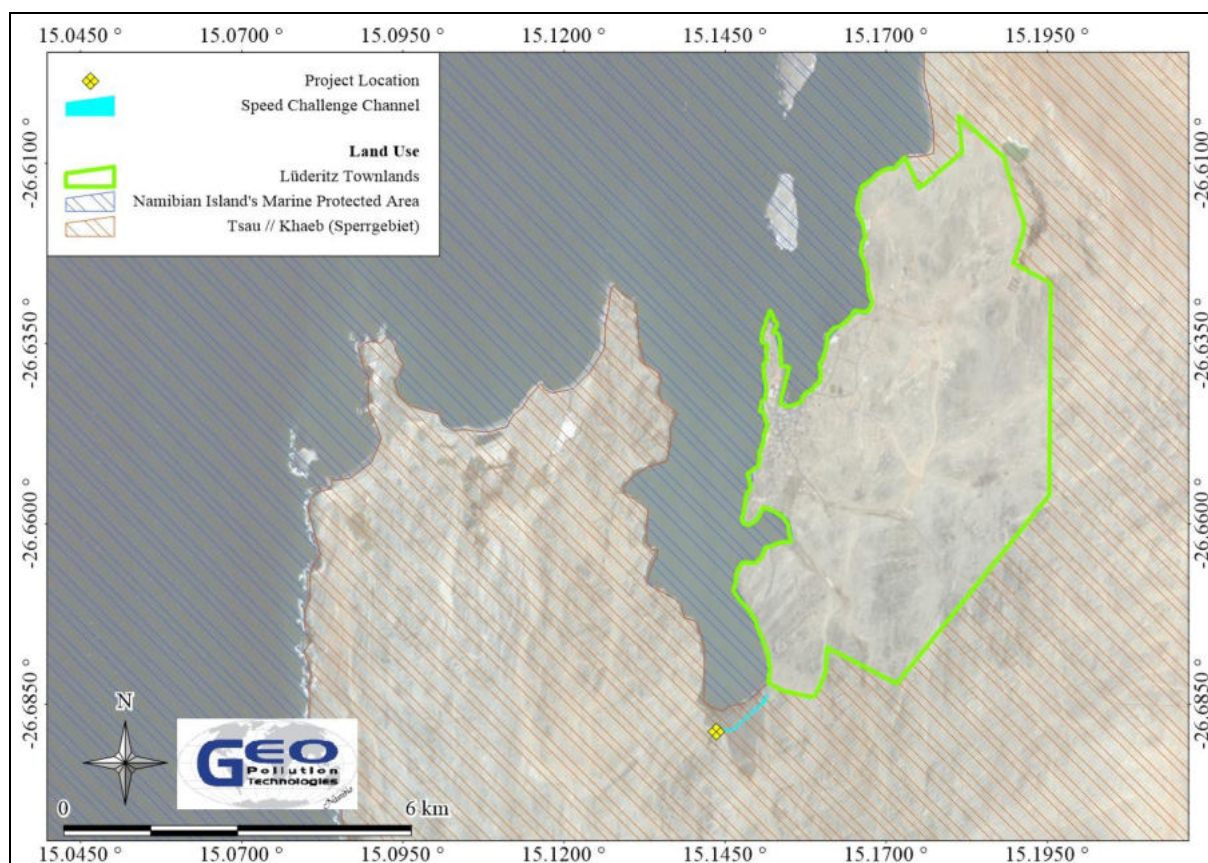 15.0450 ° 15.0700 ° 15.0950 ° 15.1200 ° 15.1450 ° 15.1700 ° 15.1950 °
Project Location
Speed Challenge Channel
Land Use
Lüderitz Townlands
Namibian Island's Marine Protected Area
Tsau // Khaeb (Sperrgebiet)
-26.6100 °
-26.6350 °
-26.6600 °
-26.6850 °
-26.6100 °
-26.6350 °
-26.6600 °
-26.6850 °
N
GEO
Pollution
Technologies
Namibia
0 6 km
15.0450 ° 15.0700 ° 15.0950 ° 15.1200 ° 15.1450 ° 15.1700 ° 15.1950 °